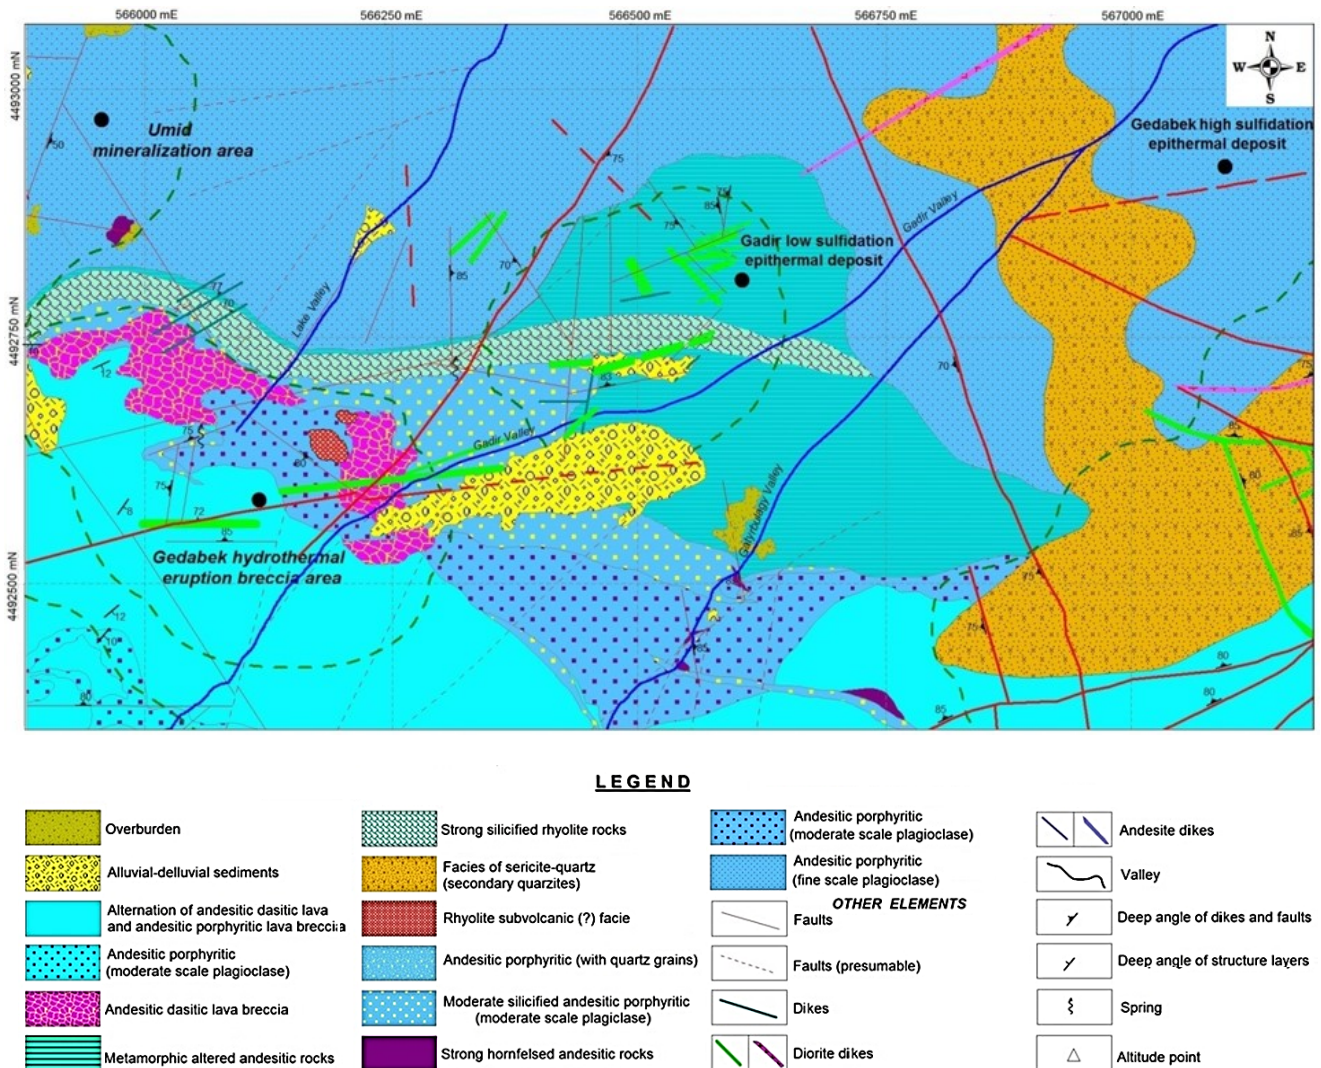 566000 mE
566250 mE
566500 mE
566750 mE
567000 mE
4493000 mN
4492750 mN
4492500 mN
N
W E
S
Umid
mineralization area
Gedabek high sulfidation
epithermal deposit
Gadir low sulfidation
epithermal deposit
Gedabek hydrothermal
eruption breccia area
Lake Valley
Gadir Valley
Gadir Valley
50
75
75
85
75
70
85
77
70
12
83
75
80
75
8
72
85
12
10
80
70
75
85
80
85
75
75
85
80
80
85
LEGEND
Overburden
Alluvial-delluvial sediments
Alternation of andesitic dasitic lava
and andesitic porphyritic lava breccia
Andesitic porphyritic
(moderate scale plagioclase)
Andesitic dasitic lava breccia
Metamorphic altered andesitic rocks
Strong silicified rhyolite rocks
Facies of sericite-quartz
(secondary quarzites)
Rhyolite subvolcanic (?) facie
Andesitic porphyritic (with quartz grains)
Moderate silicified andesitic porphyritic
(moderate scale plagiclase)
Strong hornfelsed andesitic rocks
Andesitic porphyritic
(moderate scale plagioclase)
Andesitic porphyritic
(fine scale plagioclase)
OTHER ELEMENTS
Faults
Faults (presumable)
Dikes
Diorite dikes
Andesite dikes
Valley
Deep angle of dikes and faults
Deep angle of structure layers
Spring
Altitude point